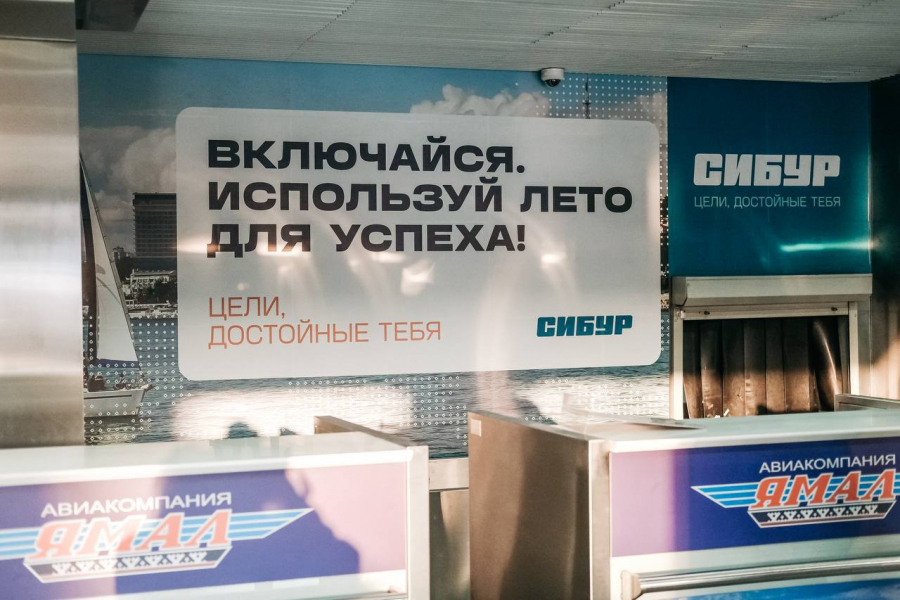 ВКЛЮЧАЙСЯ.
ИСПОЛЬЗУЙ ЛЕТО
ДЛЯ УСПЕХА!
ЦЕЛИ,
ДОСТОЙНЫЕ ТЕБЯ
СИБУР
СИБУР
ЦЕЛИ, ДОСТОЙНЫЕ ТЕБЯ
АВИАКОМПАНИЯ
ЯМАЛ
АВИАКОМПАНИЯ
ЯМАЛ